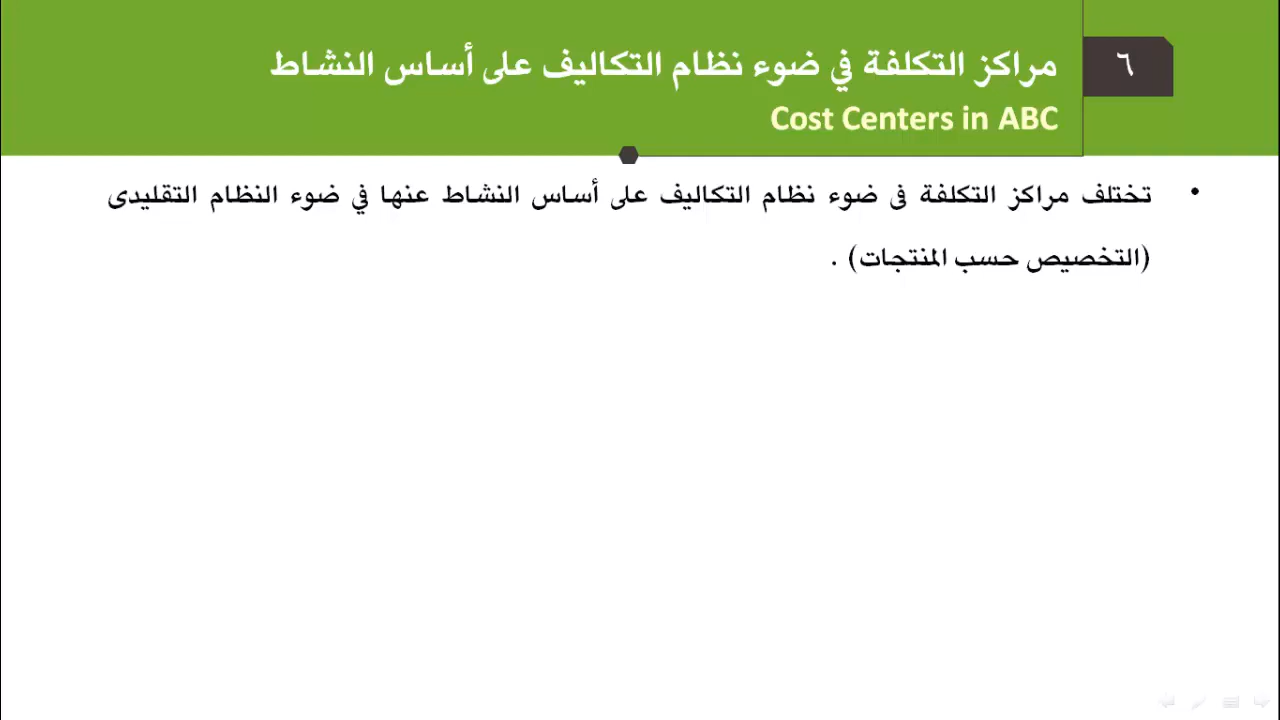 ٦
مراكز التكلفة في ضوء نظام التكاليف على أساس النشاط
Cost Centers in ABC
• تختلف مراكز التكلفة فى ضوء نظام التكاليف على أساس النشاط عنها في ضوء النظام التقليدى
(التخصيص حسب المنتجات) .